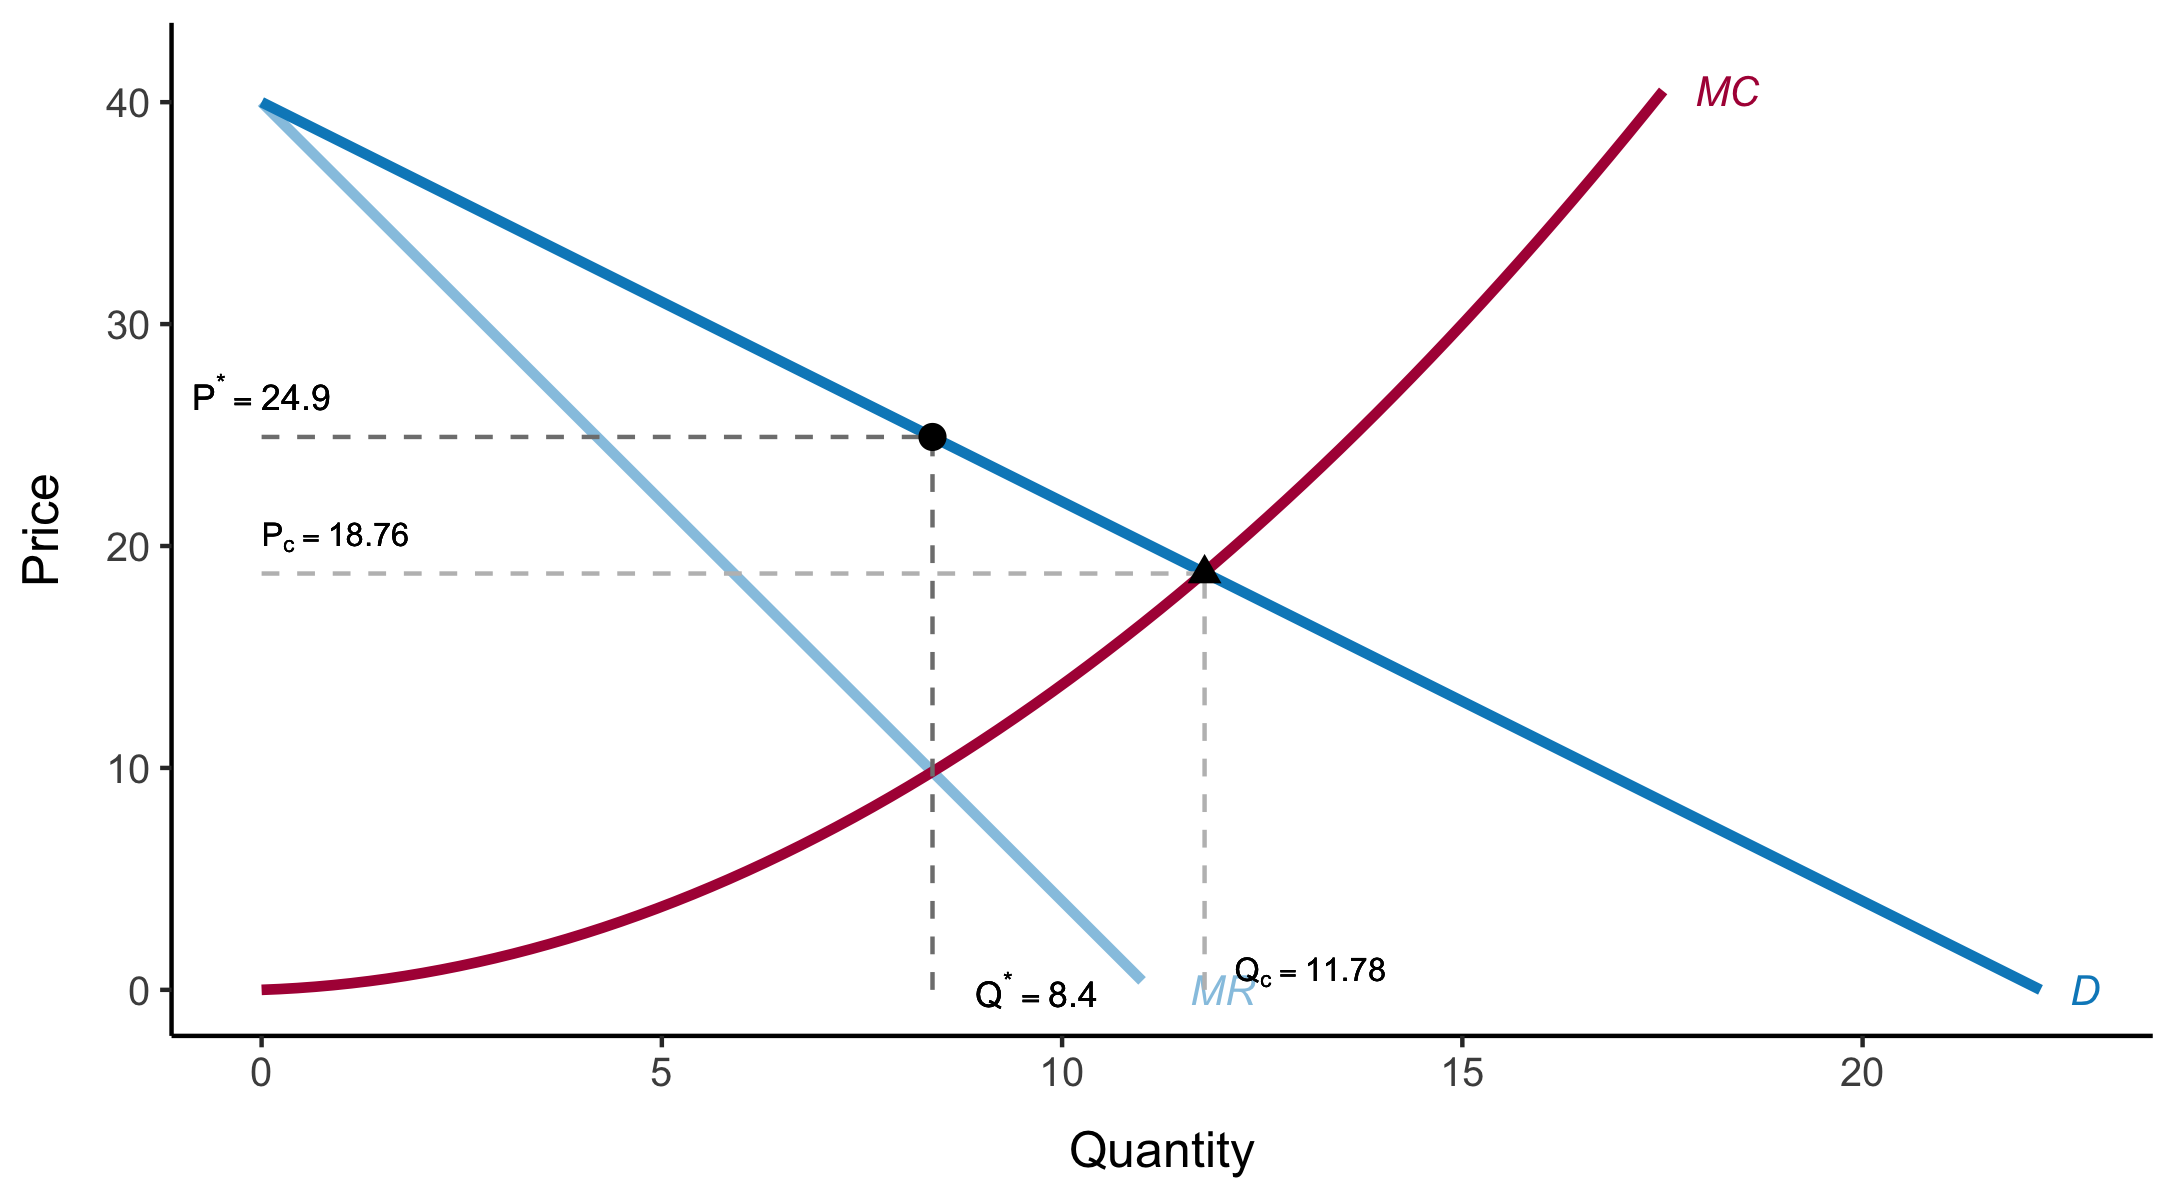 MC
40
30
P* = 24.9
Price
Pc = 18.76
20
10
0
Q* = 8.4
MR
Qc = 11.78
D
0
5
10
15
20
Quantity